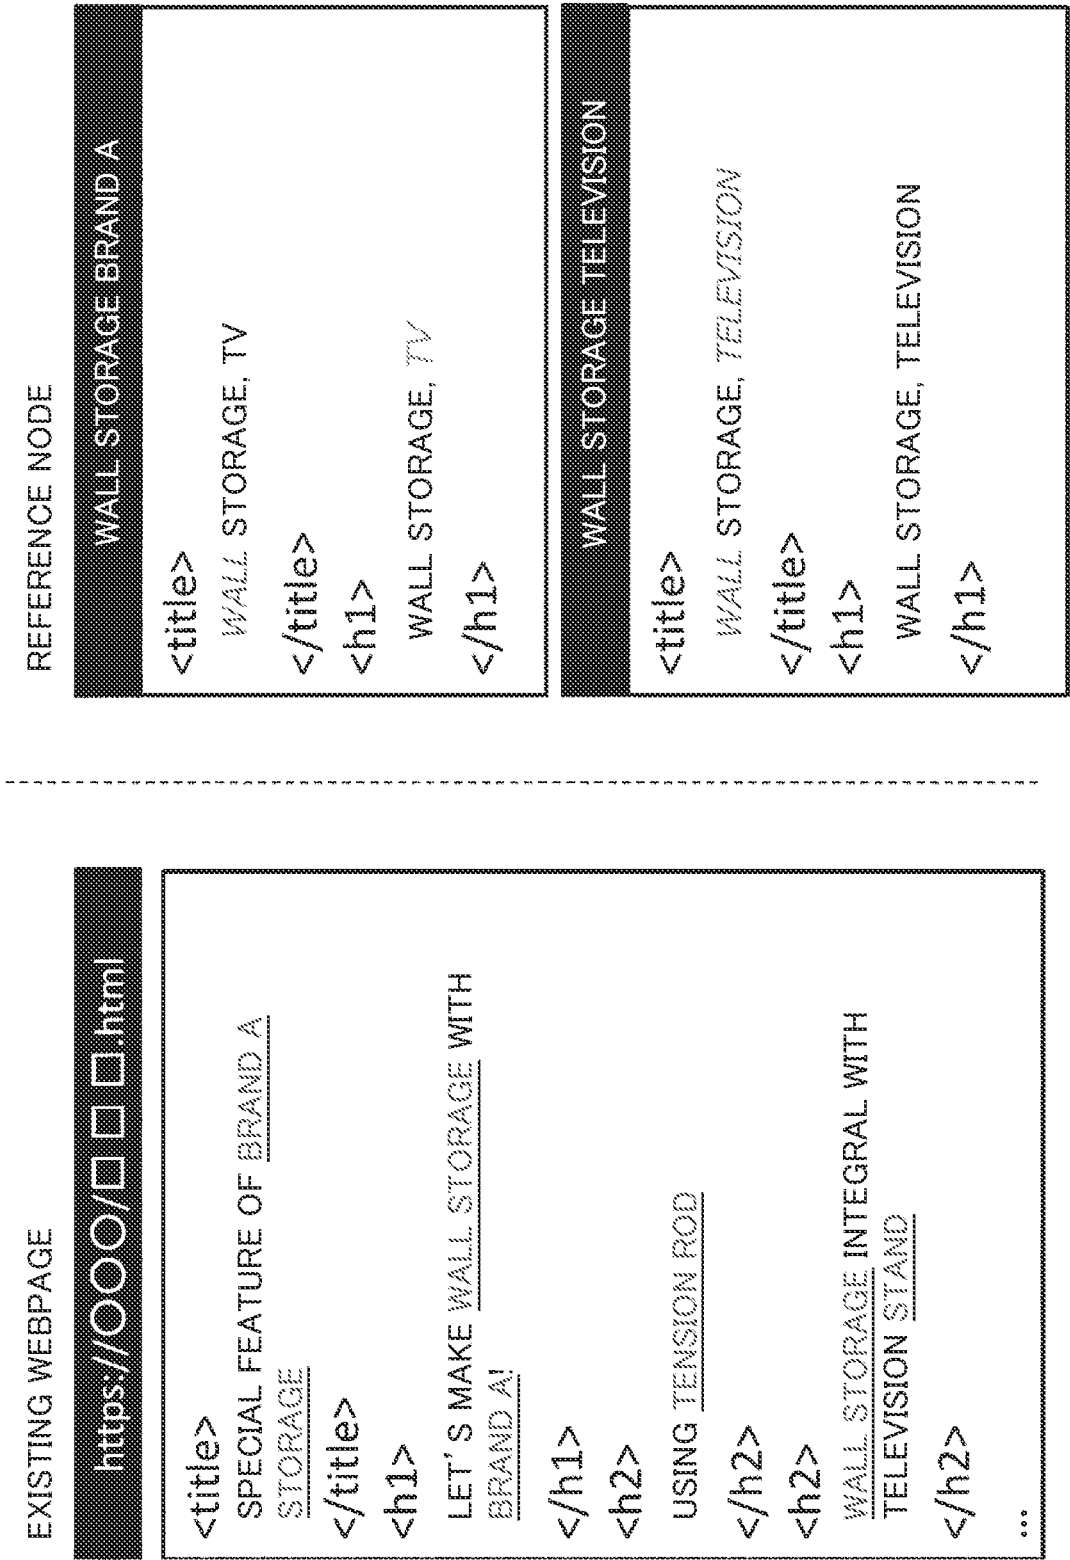 EXISTING WEBPAGE
https://○○○/□ □ □.html
<title>
SPECIAL FEATURE OF BRAND A
STORAGE
</title>
<h1>
LET'S MAKE WALL STORAGE WITH
BRAND A!
</h1>
<h2>
USING TENSION ROD
</h2>
<h2>
WALL STORAGE INTEGRAL WITH
TELEVISION STAND
</h2>
...
REFERENCE NODE
WALL STORAGE BRAND A
<title>
WALL STORAGE, TV
</title>
<h1>
WALL STORAGE, TV
</h1>
WALL STORAGE TELEVISION
<title>
WALL STORAGE, TELEVISION
</title>
<h1>
WALL STORAGE, TELEVISION
</h1>